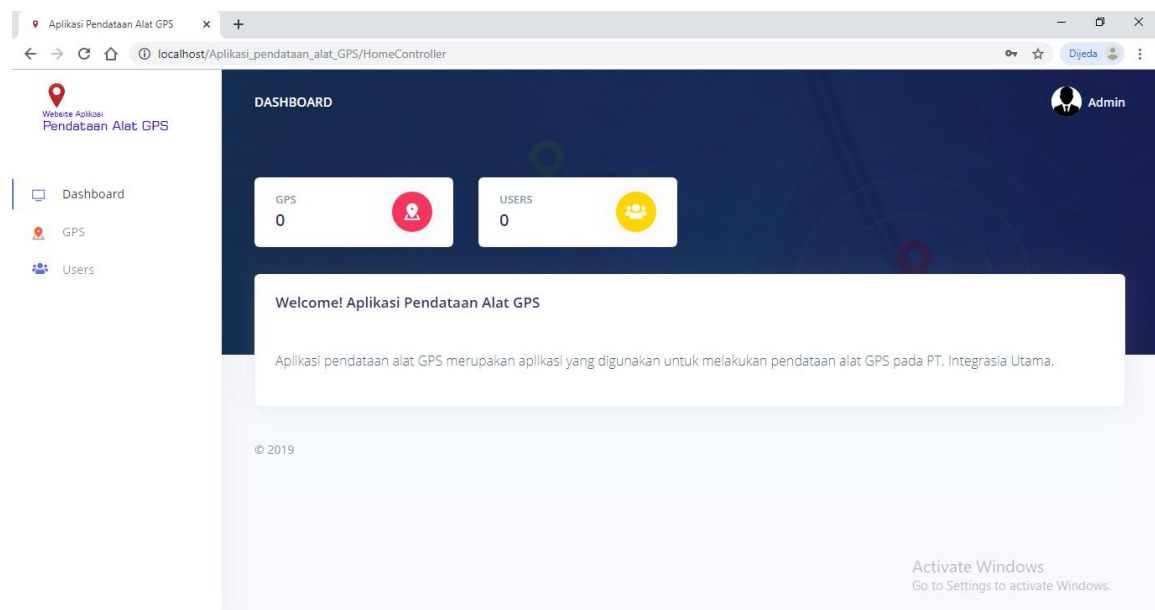 Aplikasi Pendataan Alat GPS
localhost/Aplikasi_pendataan_alat_GPS/HomeController
Dijeda
Website Aplikasi
Pendataan Alat GPS
DASHBOARD
Admin
Dashboard
GPS
Users
GPS
0
USERS
0
Welcome! Aplikasi Pendataan Alat GPS
Aplikasi pendataan alat GPS merupakan aplikasi yang digunakan untuk melakukan pendataan alat GPS pada PT. Integrasia Utama.
© 2019
Activate Windows
Go to Settings to activate Windows.